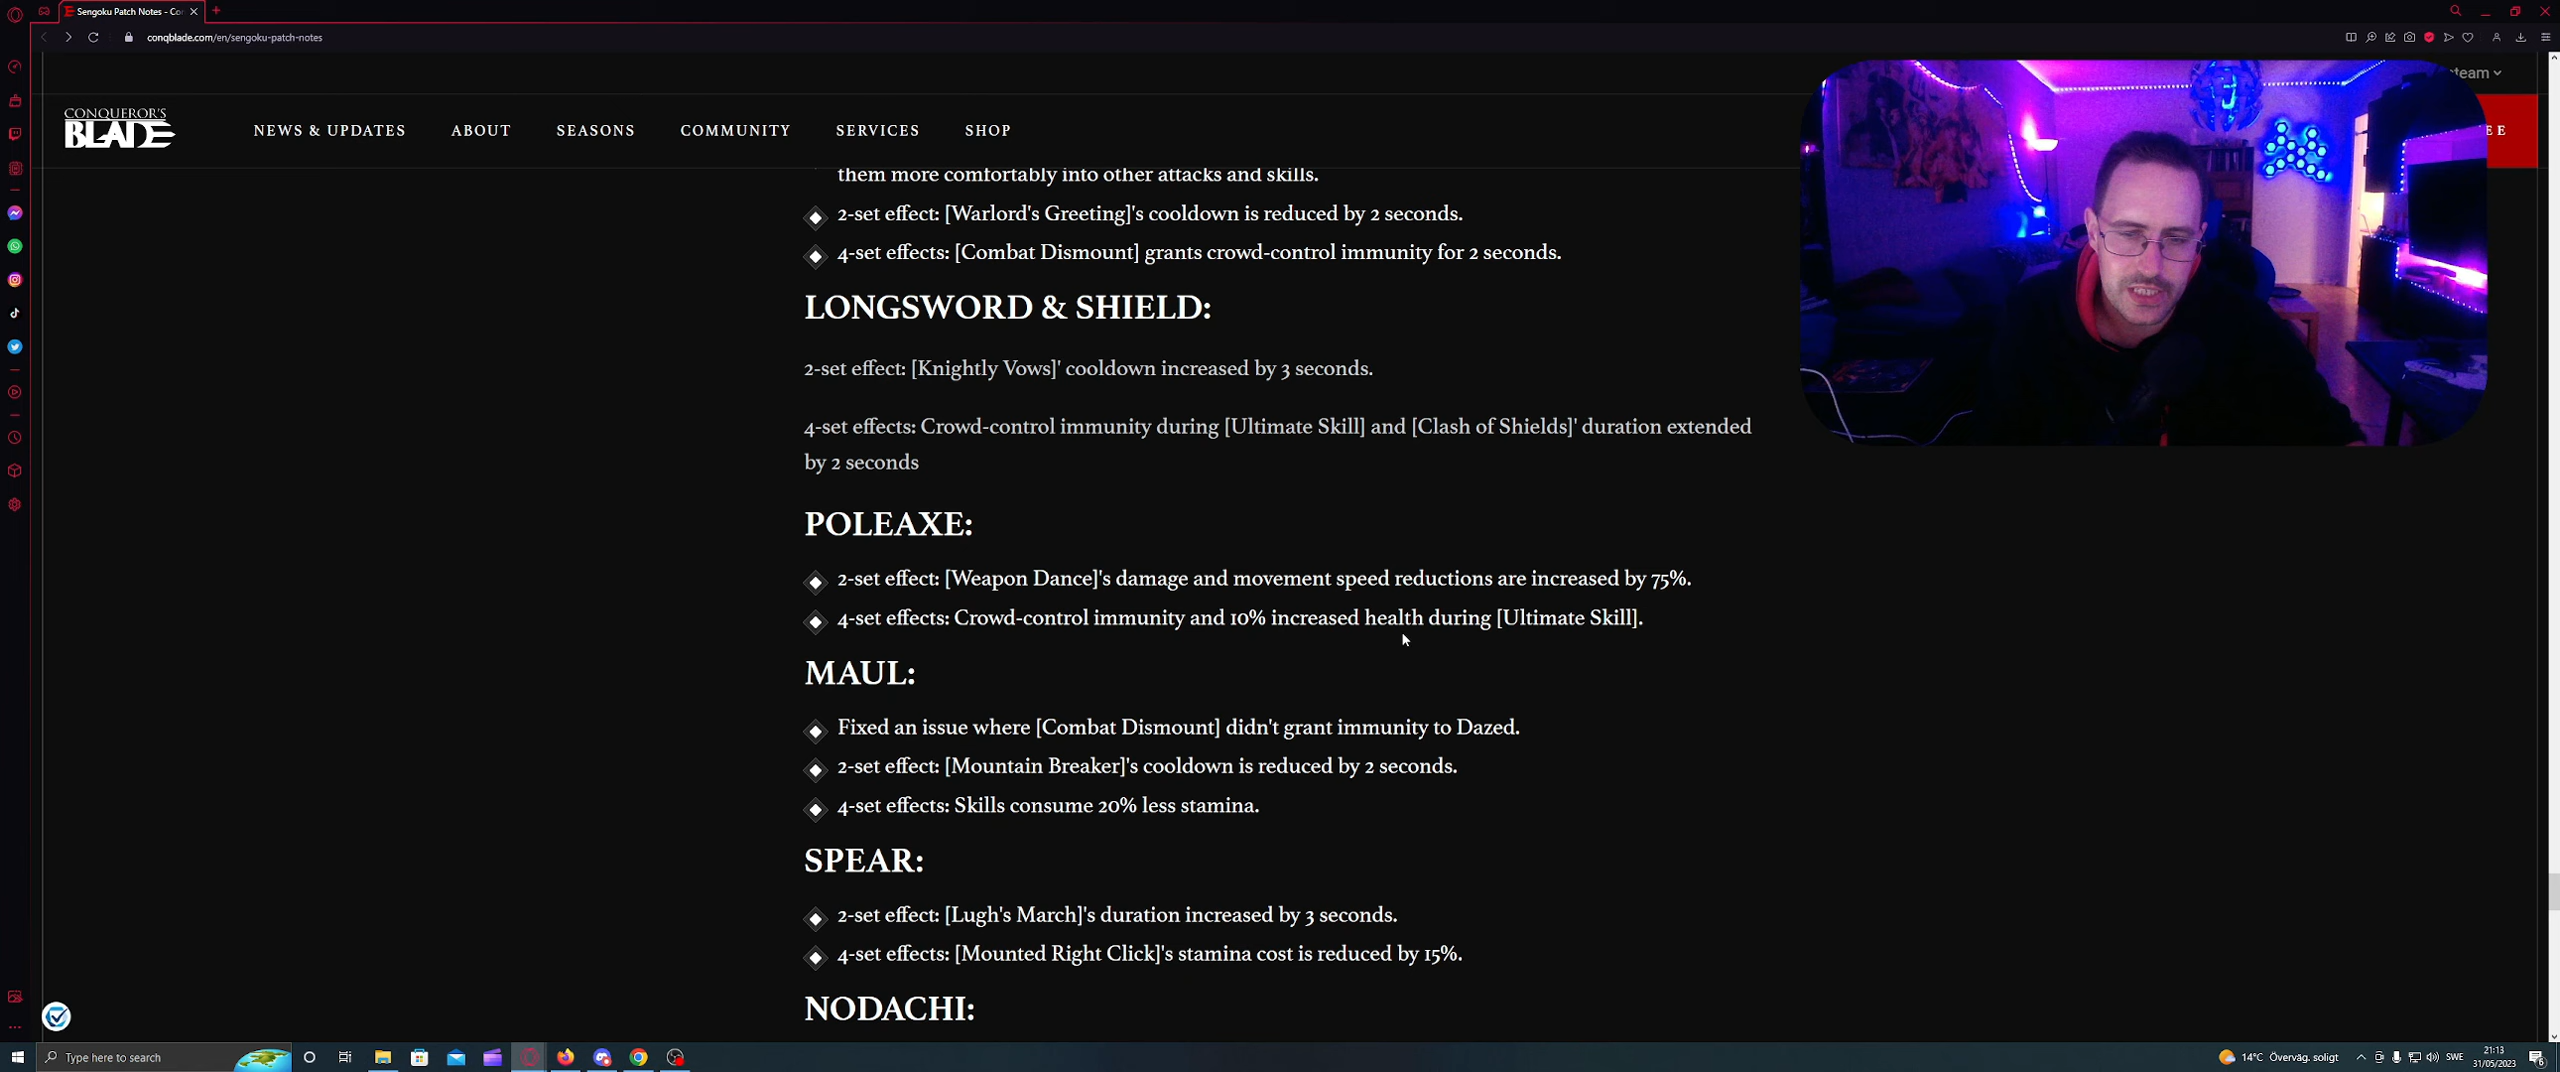 Sengoku Patch Notes - Co
conqblade.com/en/sengoku-patch-notes
team
CONQUEROR'S
BLADE
NEWS & UPDATES
ABOUT
SEASONS
COMMUNITY
SERVICES
SHOP
EE
them more comfortably into other attacks and skills.
2-set effect: [Warlord's Greeting]'s cooldown is reduced by 2 seconds.
4-set effects: [Combat Dismount] grants crowd-control immunity for 2 seconds.
LONGSWORD & SHIELD:
2-set effect: [Knightly Vows]' cooldown increased by 3 seconds.
4-set effects: Crowd-control immunity during [Ultimate Skill] and [Clash of Shields]' duration extended
by 2 seconds
POLEAXE:
2-set effect: [Weapon Dance]'s damage and movement speed reductions are increased by 75%.
4-set effects: Crowd-control immunity and 10% increased health during [Ultimate Skill].
MAUL:
Fixed an issue where [Combat Dismount] didn't grant immunity to Dazed.
2-set effect: [Mountain Breaker]'s cooldown is reduced by 2 seconds.
4-set effects: Skills consume 20% less stamina.
SPEAR:
2-set effect: [Lugh's March]'s duration increased by 3 seconds.
4-set effects: [Mounted Right Click]'s stamina cost is reduced by 15%.
NODACHI:
Type here to search
14°C Överväg. soligt
SWE
21:13
31/05/2023
6